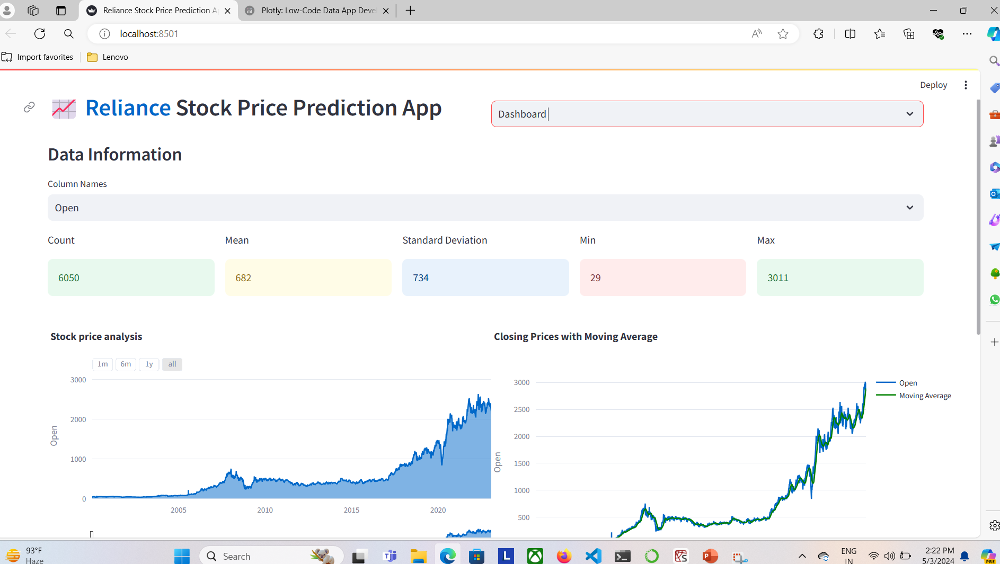 Reliance Stock Price Prediction A
Plotly: Low-Code Data App Deve
localhost:8501
Import favorites
Lenovo
Deploy
Reliance Stock Price Prediction App
Dashboard
Data Information
Column Names
Open
Count Mean Standard Deviation Min Max
6050 682 734 29 3011
Stock price analysis
1m 6m 1y all
3000
2000
1000
0
Open
2005 2010 2015 2020
Closing Prices with Moving Average
3000
2500
2000
1500
1000
500
Open
Open
Moving Average
93°F
Haze
Search
ENG
IN
2:22 PM
5/3/2024
PRE